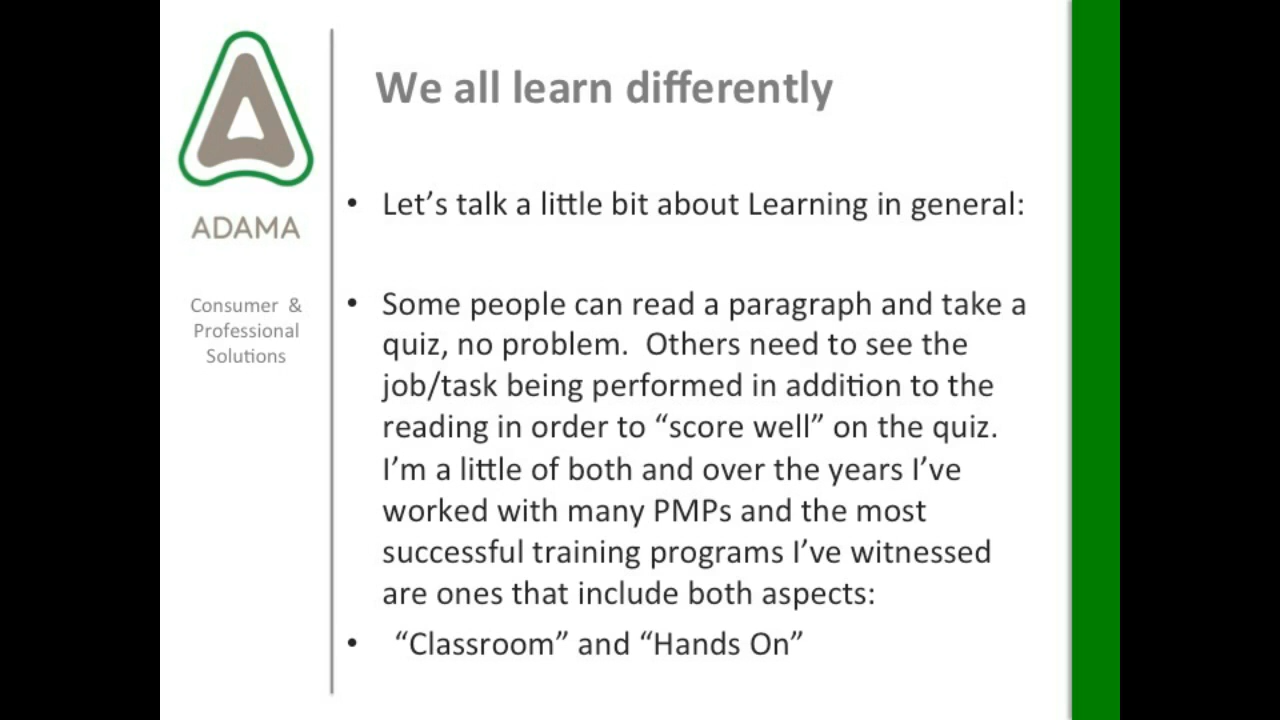 We all learn differently
ADAMA
Consumer &
Professional
Solutions
• Let’s talk a little bit about Learning in general:
• Some people can read a paragraph and take a
quiz, no problem.  Others need to see the
job/task being performed in addition to the
reading in order to “score well” on the quiz.
I’m a little of both and over the years I’ve
worked with many PMPs and the most
successful training programs I’ve witnessed
are ones that include both aspects:
• “Classroom” and “Hands On”